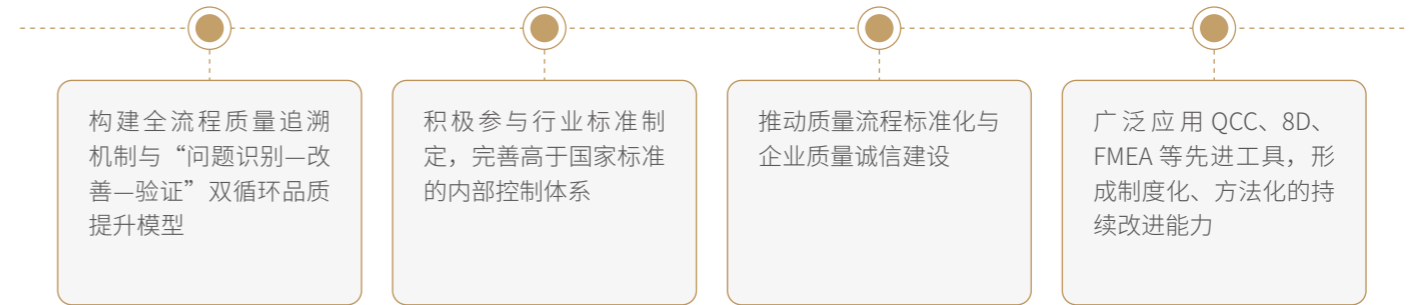 构建全流程质量追溯
机制与“问题识别—改
善—验证”双循环品质
提升模型
积极参与行业标准制
定，完善高于国家标准
的内部控制体系
推动质量流程标准化与
企业质量诚信建设
广泛应用 QCC、8D、
FMEA 等先进工具，形
成制度化、方法化的持
续改进能力